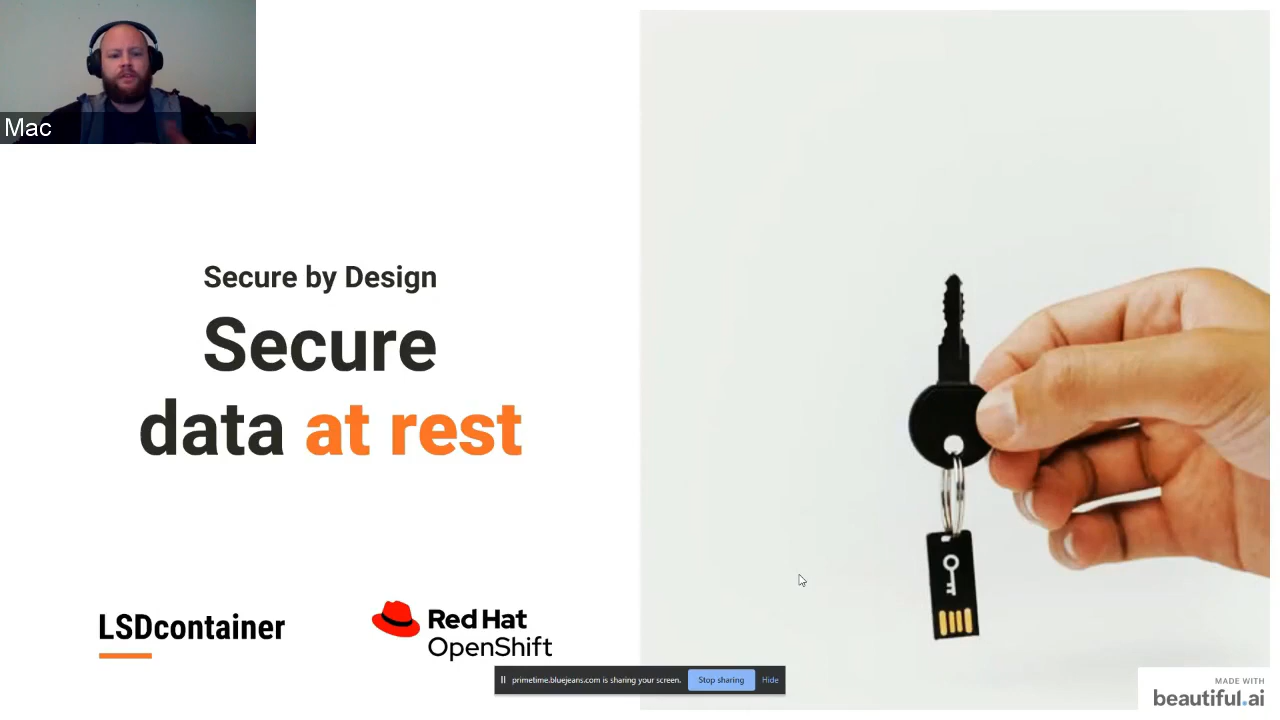 Mac
Secure by Design
Secure
data at rest
LSDcontainer
Red Hat
OpenShift
primetime.bluejeans.com is sharing your screen.
Stop sharing
Hide
MADE WITH
beautiful.ai